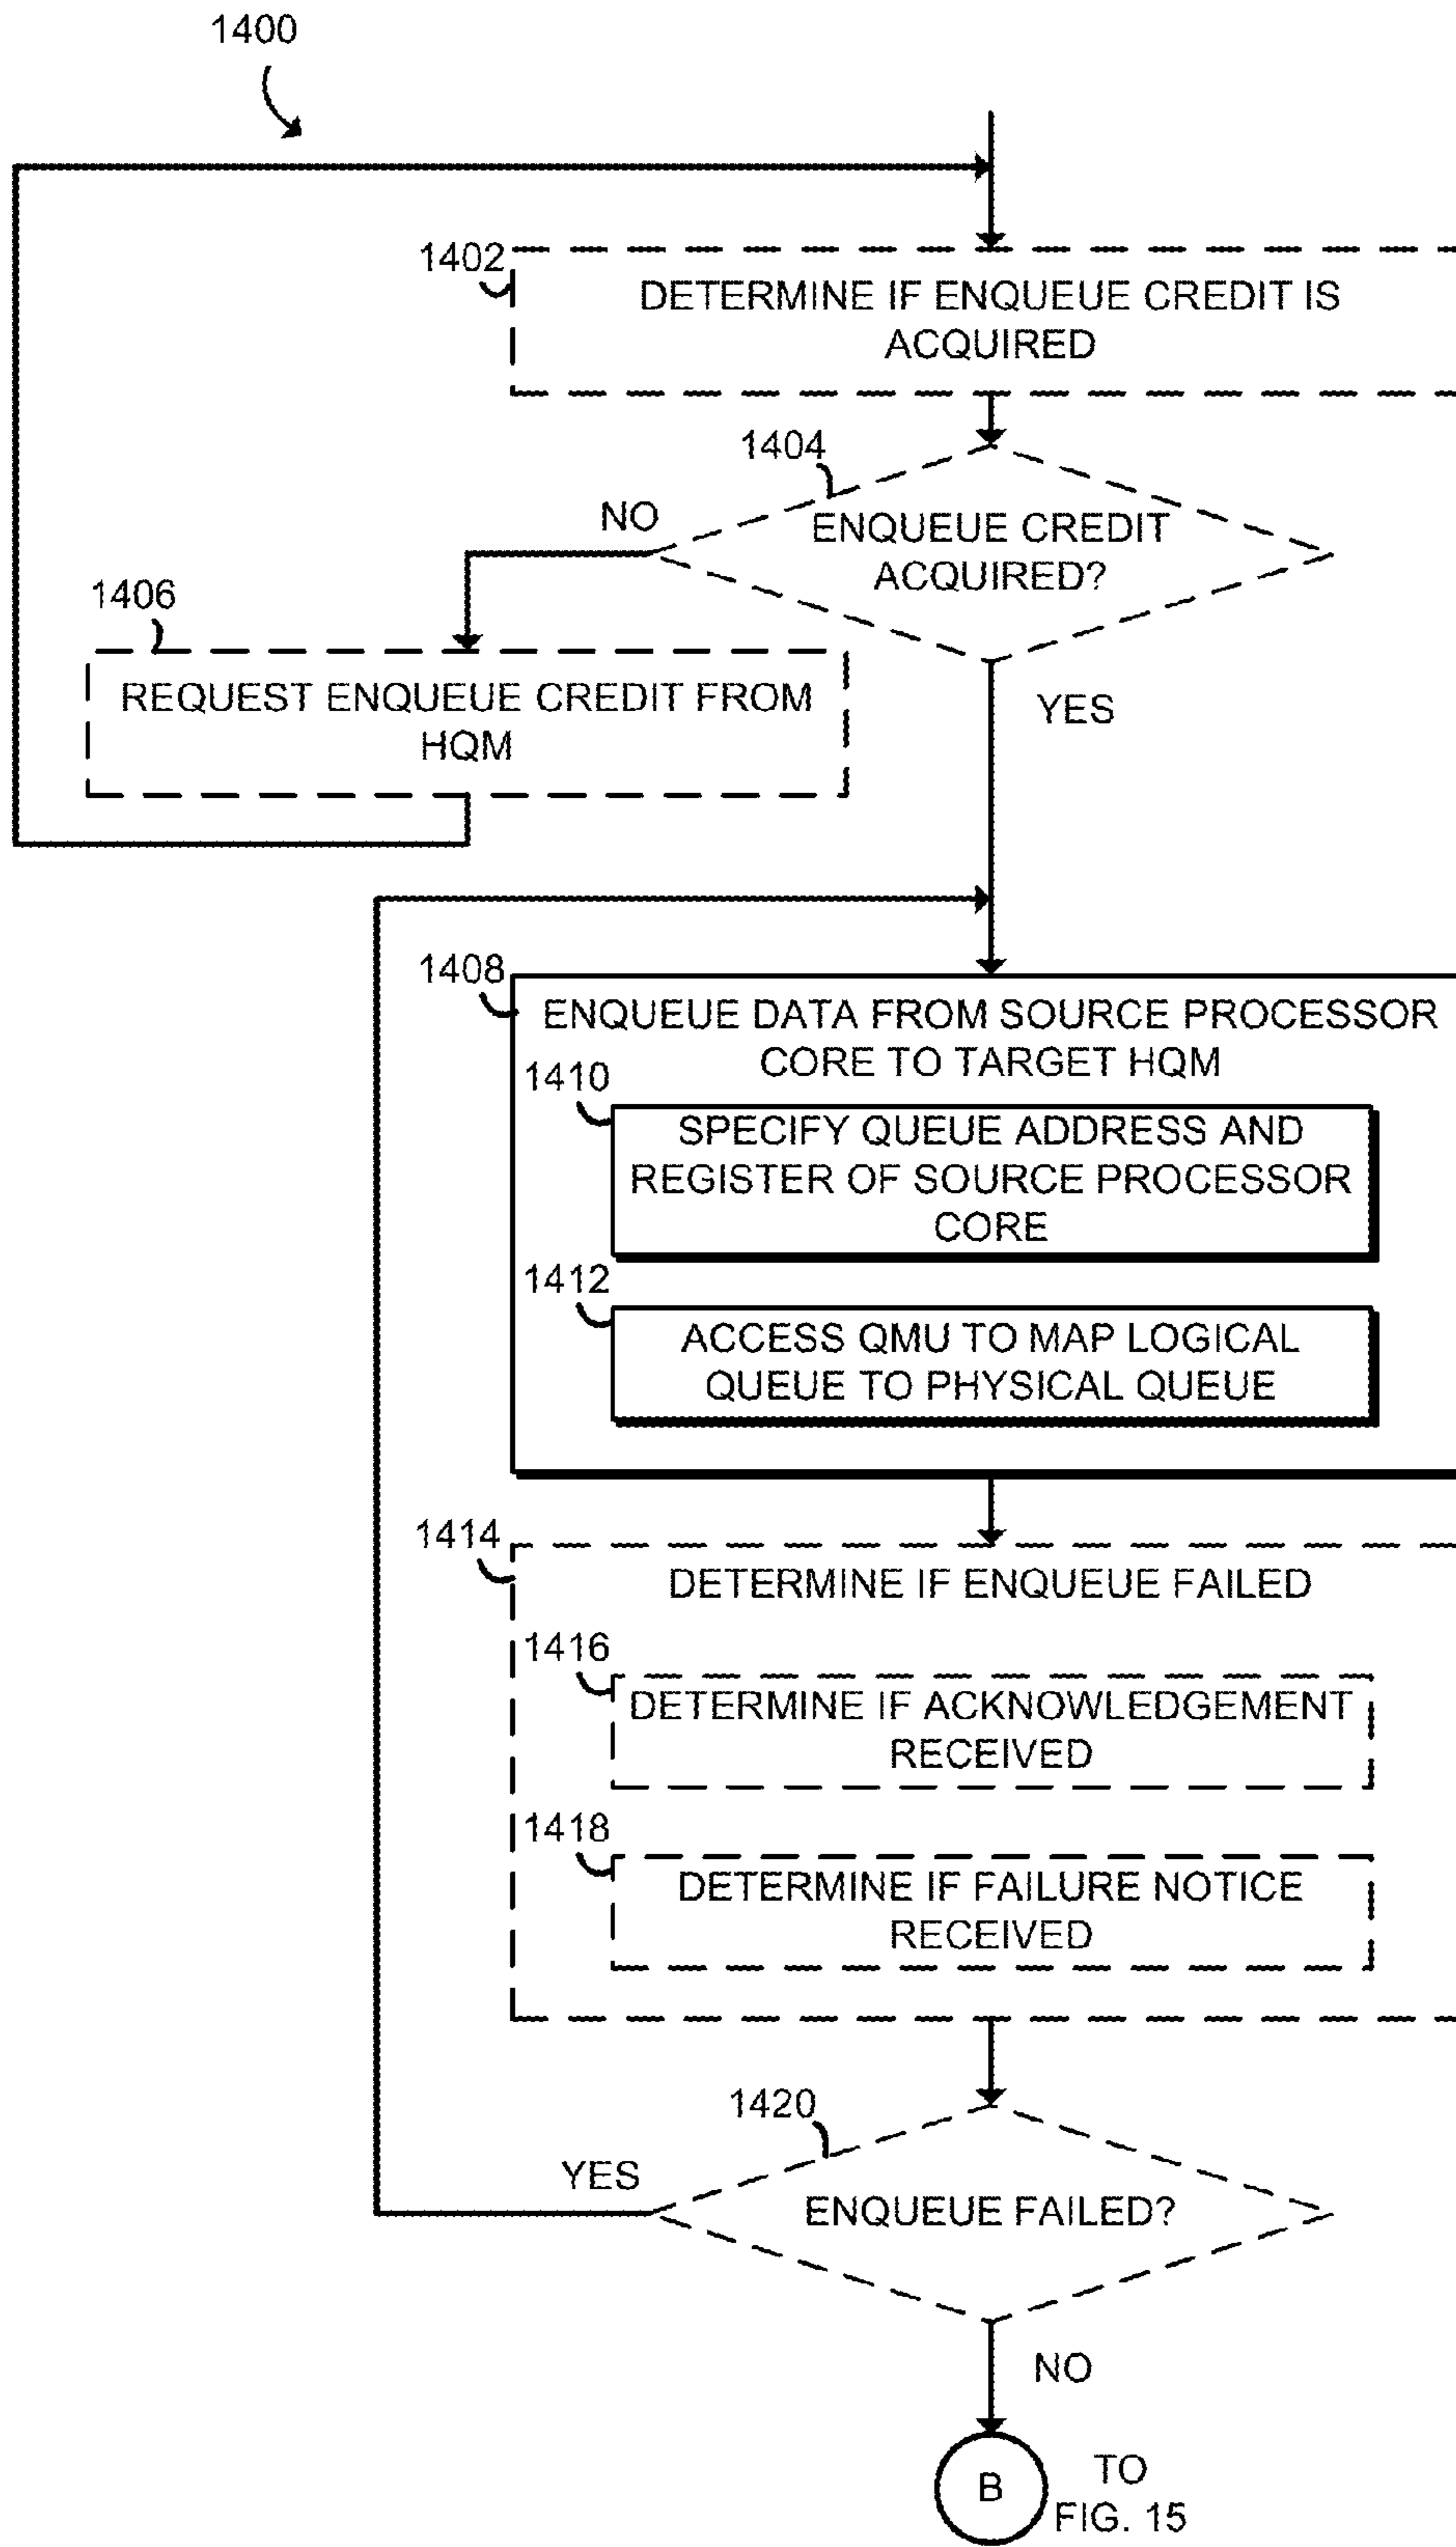 1400
1402
DETERMINE IF ENQUEUE CREDIT IS
ACQUIRED
1404
NO
ENQUEUE CREDIT
ACQUIRED?
1406
REQUEST ENQUEUE CREDIT FROM
HQM
YES
1408
ENQUEUE DATA FROM SOURCE PROCESSOR
CORE TO TARGET HQM
1410
SPECIFY QUEUE ADDRESS AND
REGISTER OF SOURCE PROCESSOR
CORE
1412
ACCESS QMU TO MAP LOGICAL
QUEUE TO PHYSICAL QUEUE
1414
DETERMINE IF ENQUEUE FAILED
1416
DETERMINE IF ACKNOWLEDGEMENT
RECEIVED
1418
DETERMINE IF FAILURE NOTICE
RECEIVED
1420
YES
ENQUEUE FAILED?
NO
B
TO
FIG. 15